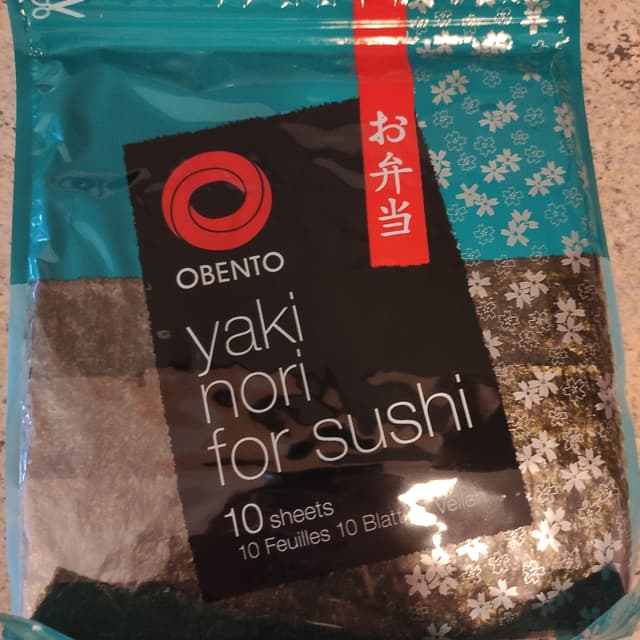 お弁当
OBENTO
yaki
nori
for sushi
10 sheets
10 Feuilles 10 Blatt